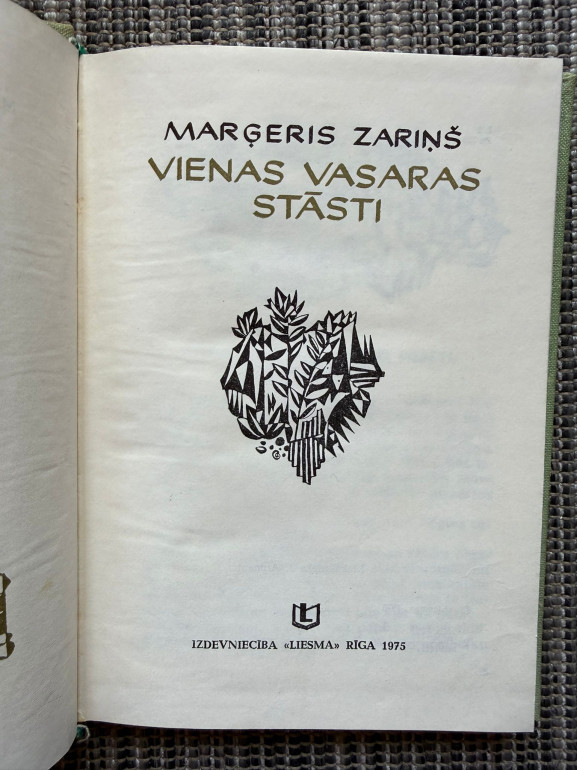 MARĢERIS ZARIŅŠ
VIENAS VASARAS
STĀSTI
L
IZDEVNIECĪBA «LIESMA» RĪGA 1975